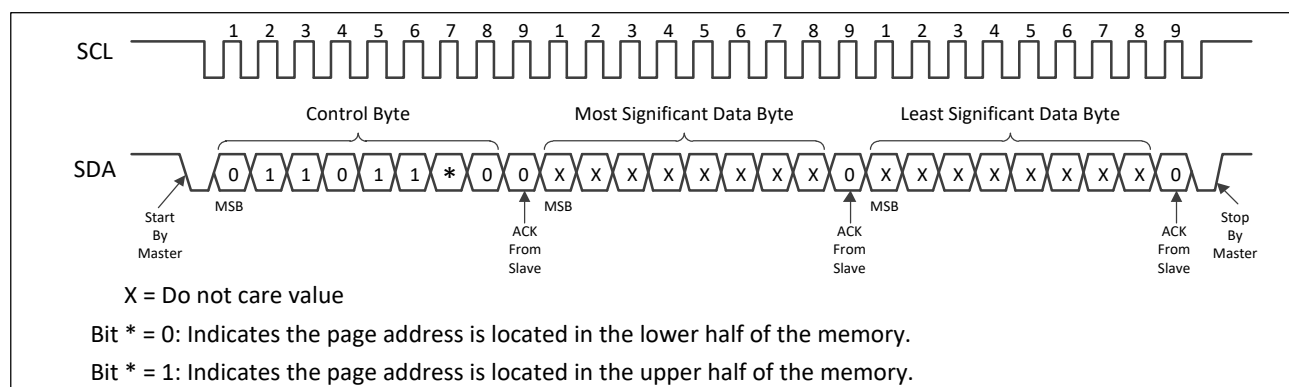 1 2 3 4 5 6 7 8 9 1 2 3 4 5 6 7 8 9 1 2 3 4 5 6 7 8 9
SCL
Control Byte Most Significant Data Byte Least Significant Data Byte
SDA 0 1 1 0 1 1 * 0 0 X X X X X X X X 0 X X X X X X X X 0
MSB MSB MSB
Start
By
Master
ACK
From
Slave
ACK
From
Slave
ACK
From
Slave
Stop
By
Master
X = Do not care value
Bit * = 0: Indicates the page address is located in the lower half of the memory.
Bit * = 1: Indicates the page address is located in the upper half of the memory.